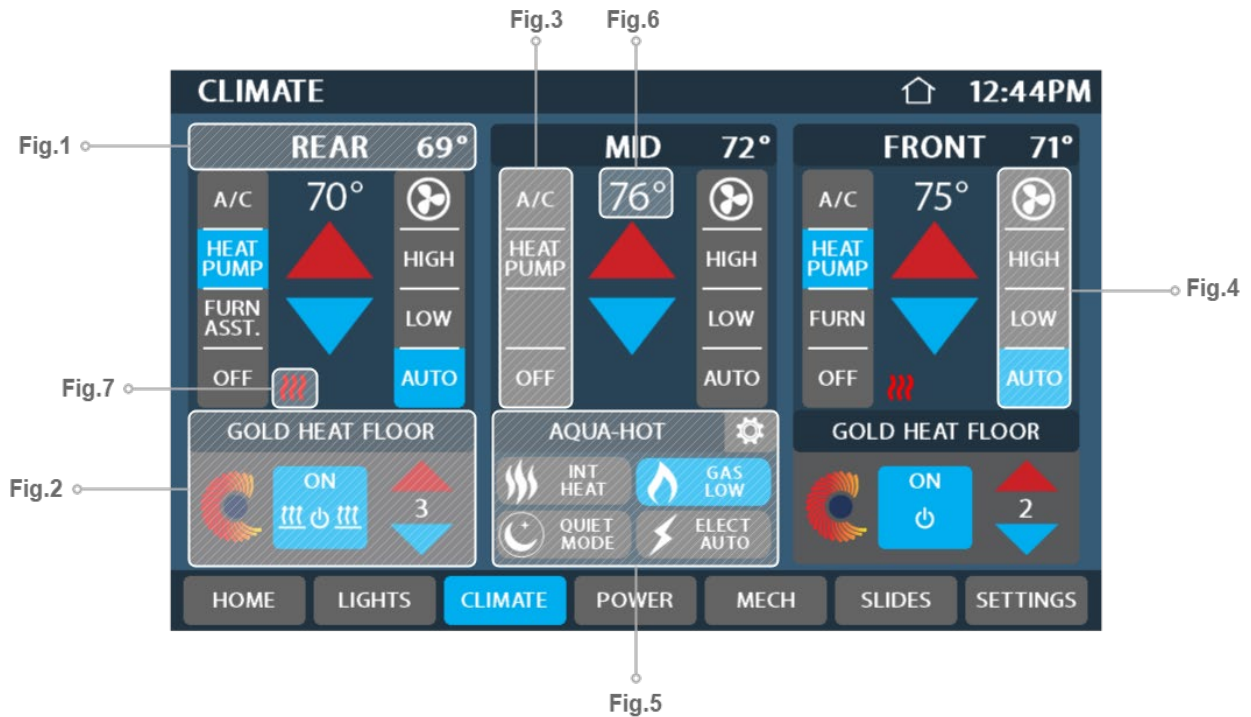 Fig.3
Fig.6
CLIMATE
12:44PM
Fig.1
REAR 69°
MID 72°
FRONT 71°
A/C
70°
HEAT
PUMP
HIGH
FURN
ASST.
LOW
OFF
AUTO
A/C
76°
HEAT
PUMP
HIGH
LOW
OFF
AUTO
A/C
75°
HEAT
PUMP
HIGH
FURN
LOW
OFF
AUTO
Fig.4
Fig.7
GOLD HEAT FLOOR
ON
3
Fig.2
AQUA-HOT
INT
HEAT
GAS
LOW
QUIET
MODE
ELECT
AUTO
GOLD HEAT FLOOR
ON
2
HOME
LIGHTS
CLIMATE
POWER
MECH
SLIDES
SETTINGS
Fig.5